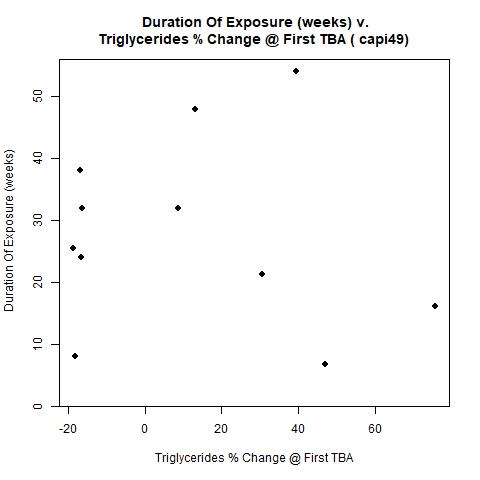 Duration Of Exposure (weeks) v.
Triglycerides % Change @ First TBA ( capi49)
Duration Of Exposure (weeks)
50
40
30
20
10
0
-20 0 20 40 60
Triglycerides % Change @ First TBA